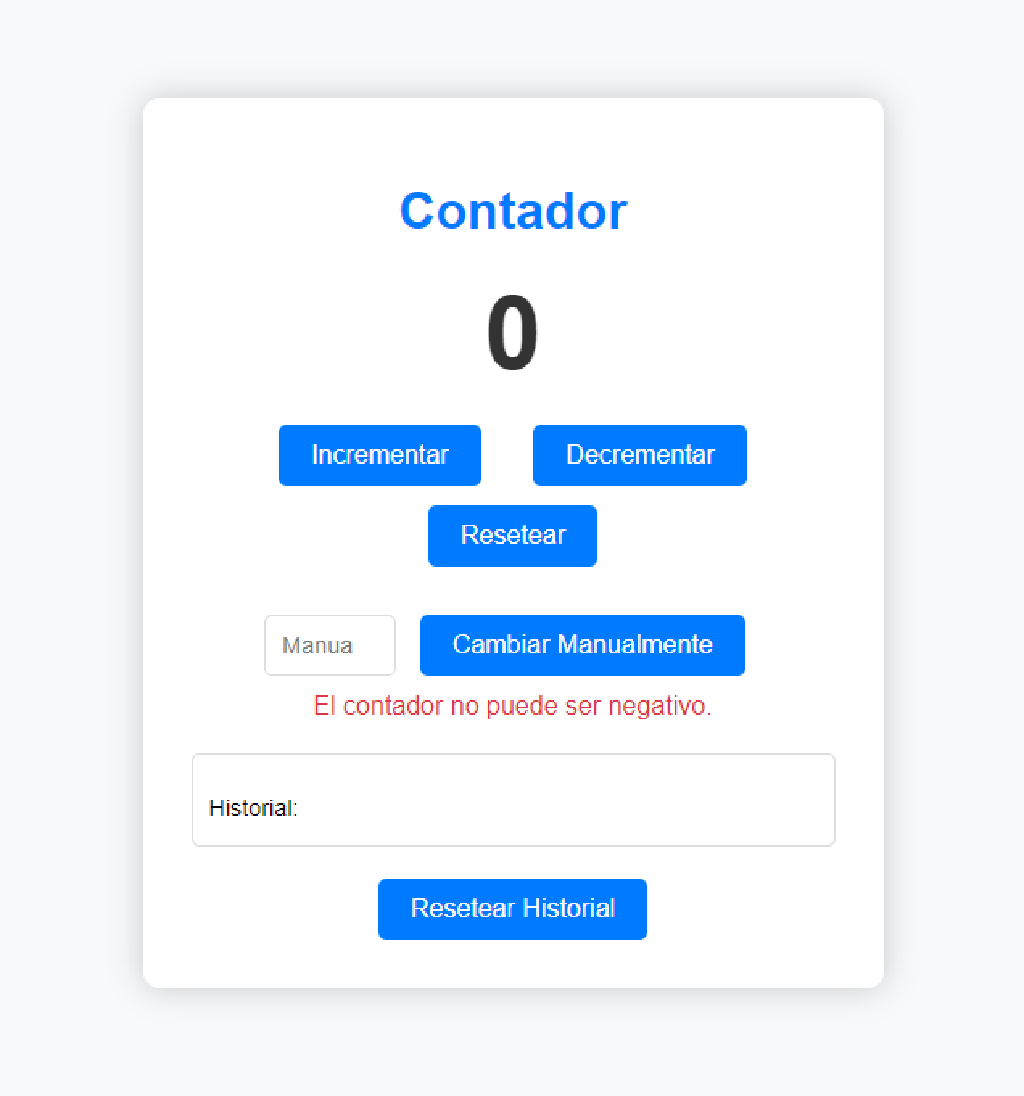 Contador
0
Incrementar Decrementar
Resetear
Manua Cambiar Manualmente
El contador no puede ser negativo.
Historial:
Resetear Historial